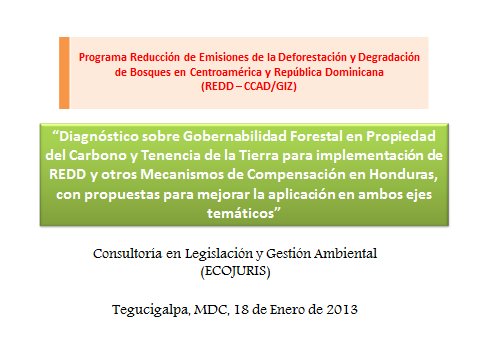 Programa Reducción de Emisiones de la Deforestación y Degradación
de Bosques en Centroamérica y República Dominicana
(REDD – CCAD/GIZ)
“Diagnóstico sobre Gobernabilidad Forestal en Propiedad
del Carbono y Tenencia de la Tierra para implementación de
REDD y otros Mecanismos de Compensación en Honduras,
con propuestas para mejorar la aplicación en ambos ejes
temáticos”
Consultoría en Legislación y Gestión Ambiental
(ECOJURIS)
Tegucigalpa, MDC, 18 de Enero de 2013